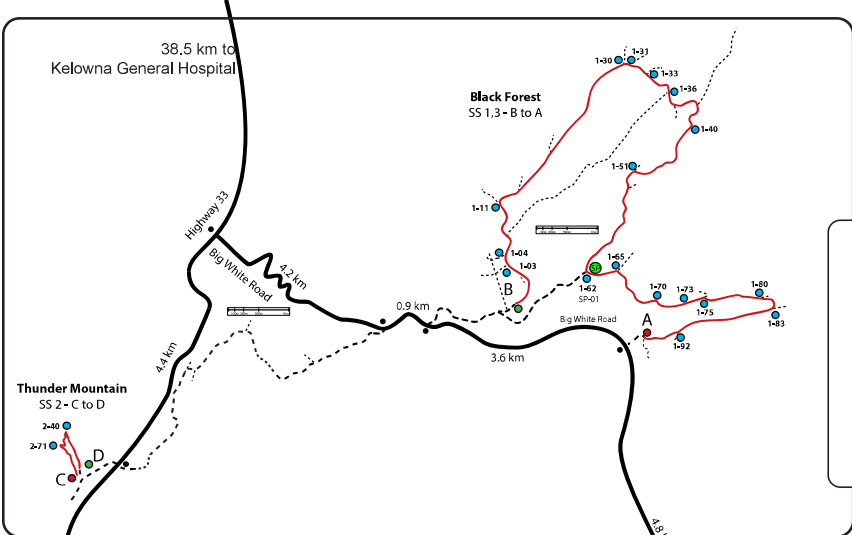 38.5 km to
Kelowna General Hospital
1-30
1-31
1-33
1-36
Black Forest
SS 1,3 - B to A
1-40
1-51
1-11
Highway 33
1-04
1-03
1-65
SP
B
1-62
SP-01
Big White Road
4.2 km
1-70
1-73
1-80
1-75
1-83
0.9 km
Big White Road
A
1-92
3.6 km
4.4 km
Thunder Mountain
SS 2 - C to D
2-40
2-71
D
C
4.8